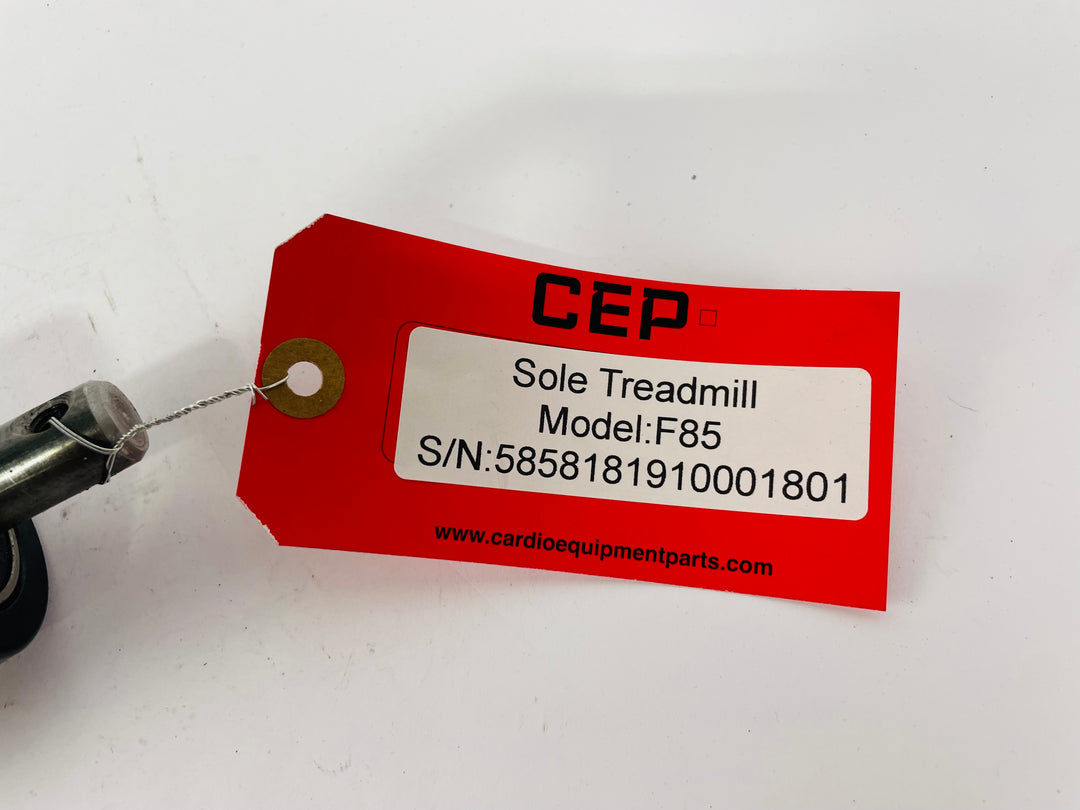 CEP
Sole Treadmill
Model:F85
S/N:5858181910001801
www.cardioequipmentparts.com